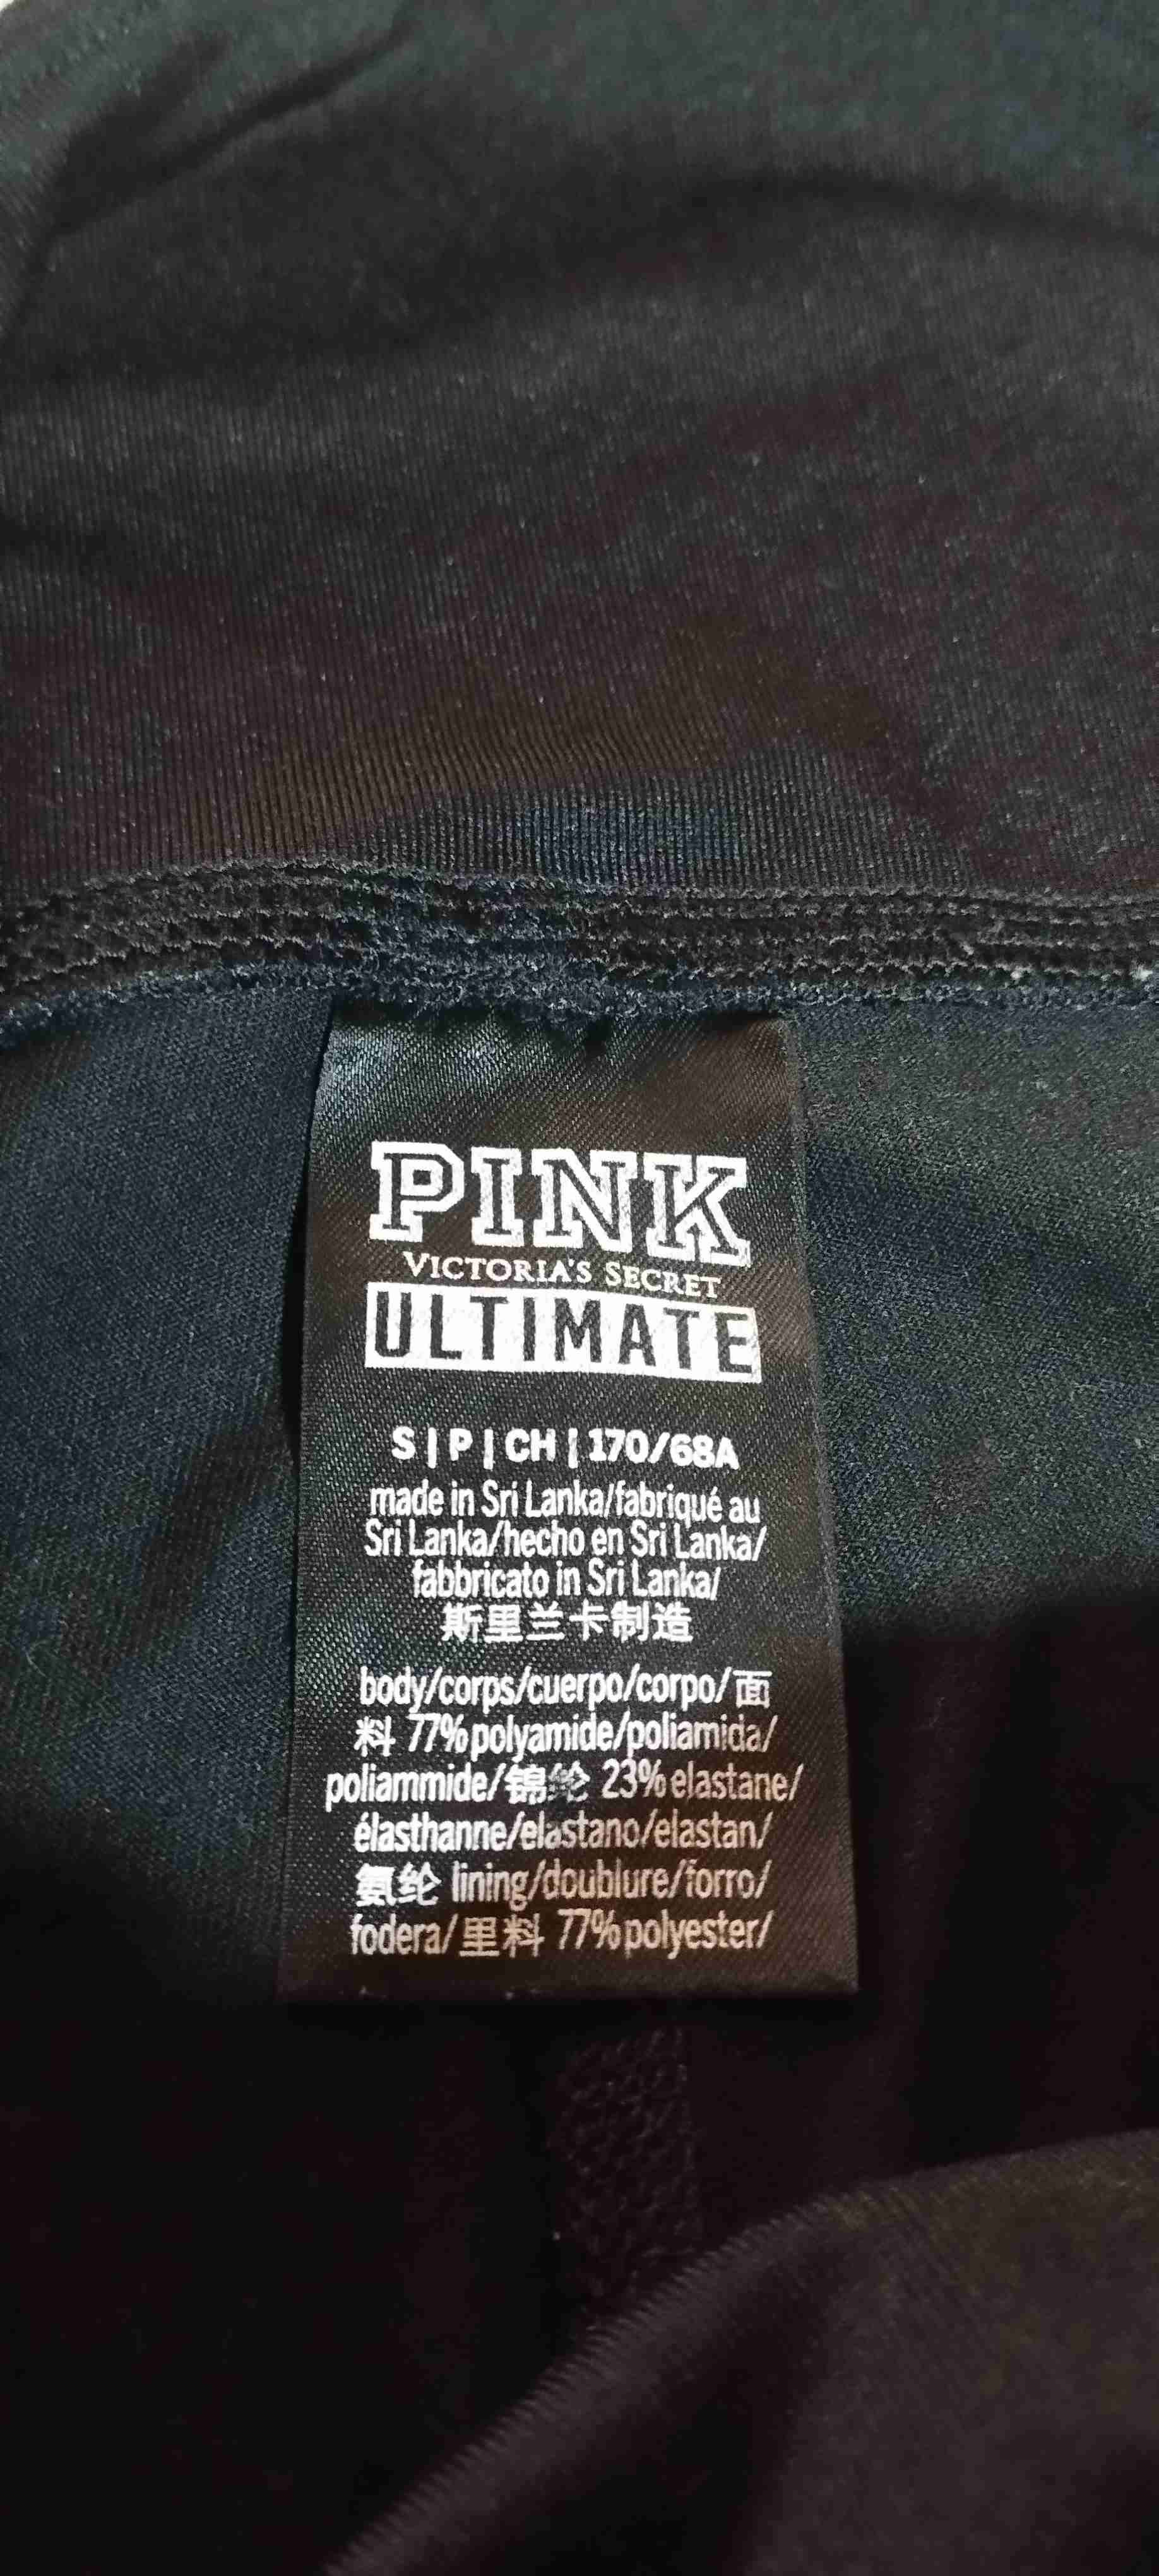 PINK
VICTORIA'S SECRET
ULTIMATE
S | P | CH | 170/68A
made in Sri Lanka/fabriqué au
Sri Lanka/hecho en Sri Lanka/
fabbricato in Sri Lanka/
斯里兰卡制造
body/corps/cuerpo/corpo/面
料 77% polyamide/poliamida/
poliammide/锦纶 23% elastane/
élasthanne/elastano/elastan/
氨纶 lining/doublure/forro/
fodera/里料 77% polyester/